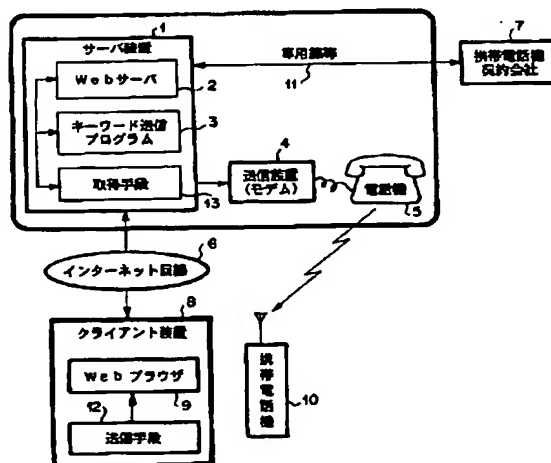 1
サーバ装置
Webサーバ
2
キーワード送信
プログラム
3
取得手段
13
専用線等
11
7
携帯電話機
契約会社
4
送信装置
(モデム)
電話機
5
6
インターネット回線
8
クライアント装置
Webブラウザ
9
12
送信手段
携帯電話機
10